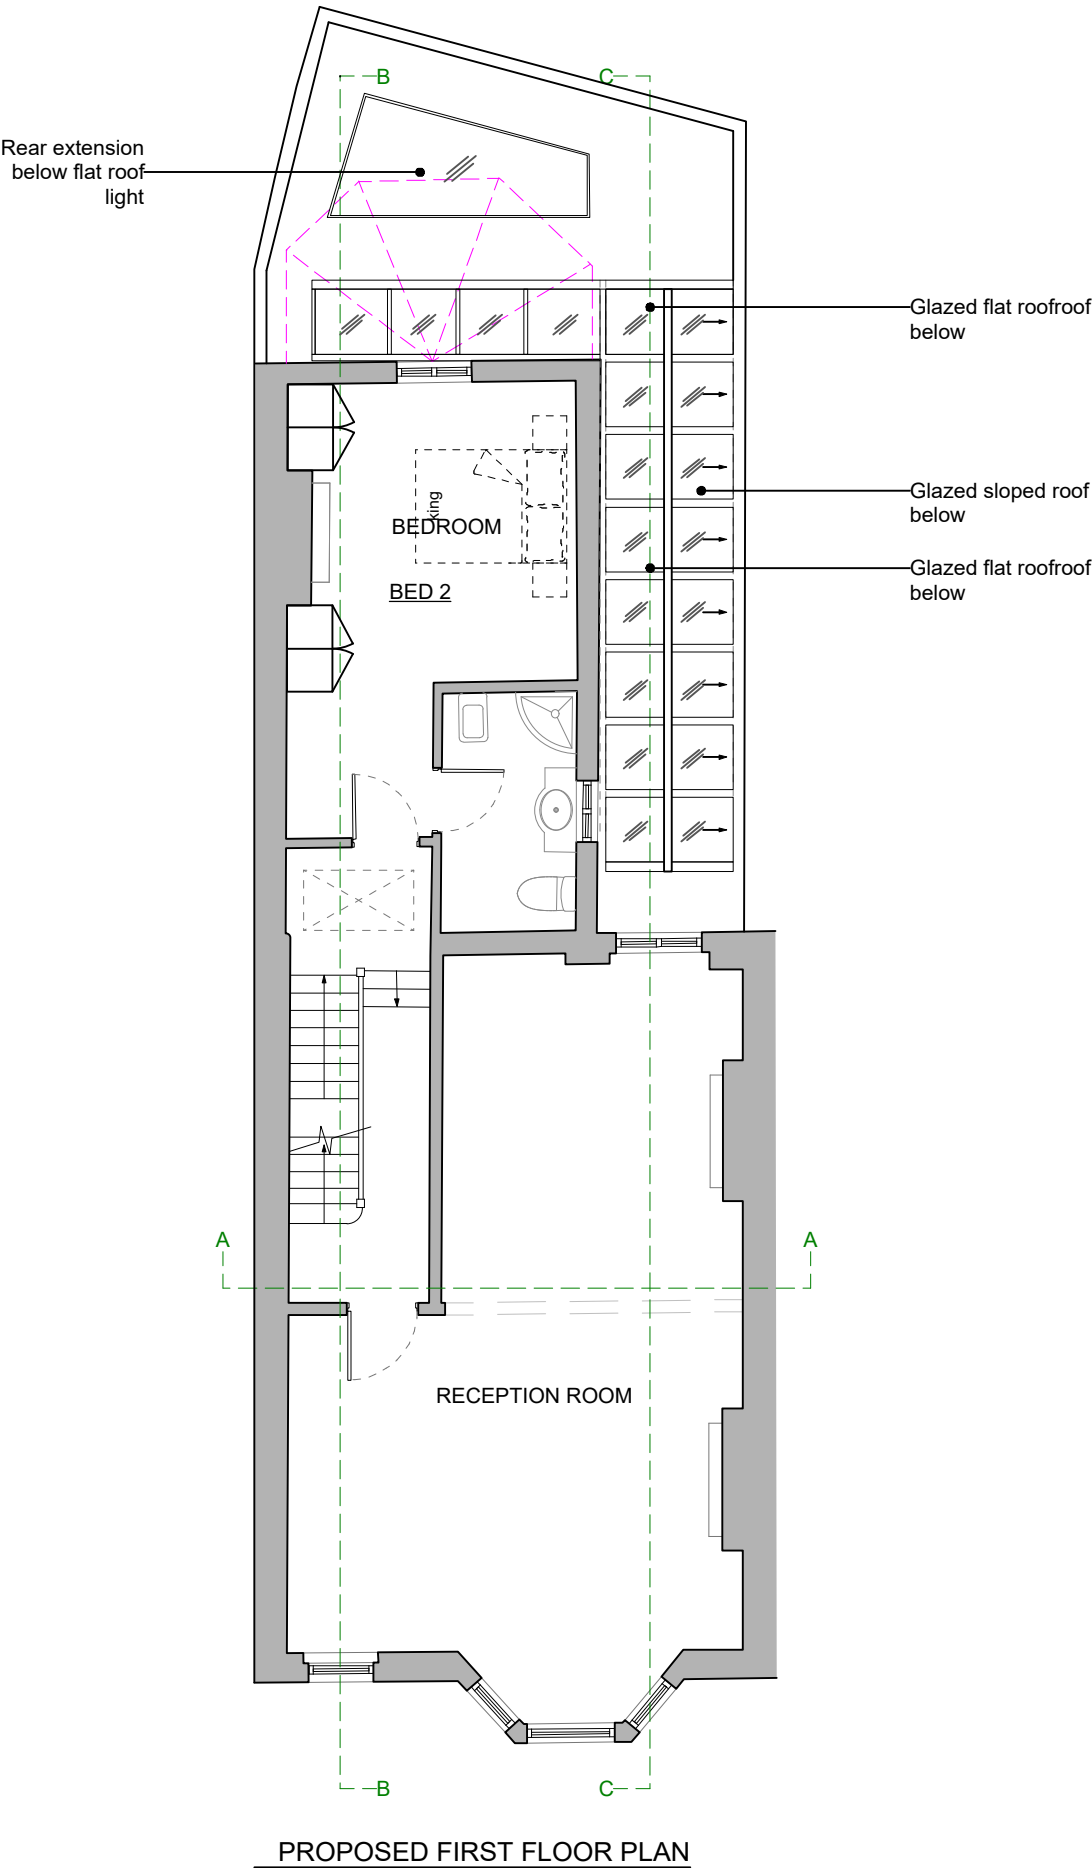 B
C
Rear extension
below flat roof
light
Glazed flat roofroof
below
Glazed sloped roof
below
king
BEDROOM
Glazed flat roofroof
below
BED 2
A
A
RECEPTION ROOM
B
C
PROPOSED FIRST FLOOR PLAN